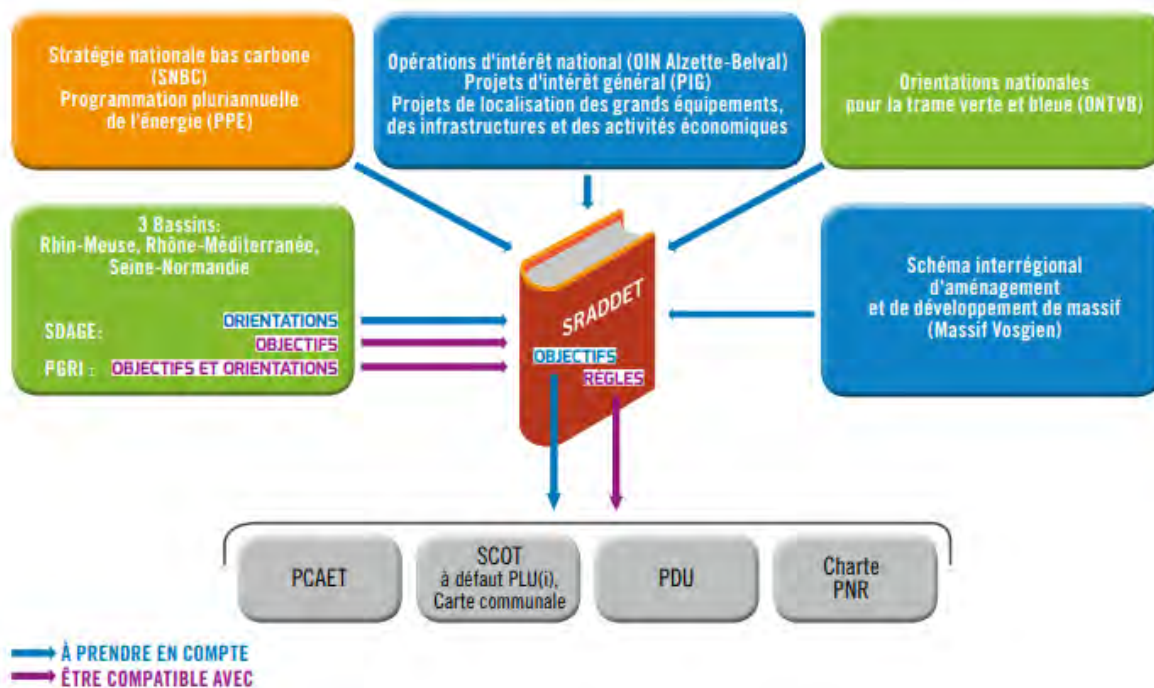 Stratégie nationale bas carbone
(SNBC)
Programmation pluriannuelle
de l'énergie (PPE)
Opérations d'intérêt national (OIN Alzette-Belval)
Projets d'intérêt général (PIG)
Projets de localisation des grands équipements,
des infrastructures et des activités économiques
Orientations nationales
pour la trame verte et bleue (ONTVB)
3 Bassins:
Rhin-Meuse, Rhône-Méditerranée,
Seine-Normandie
SDAGE: ORIENTATIONS
OBJECTIFS
PGRI : OBJECTIFS ET ORIENTATIONS
SRADDET
OBJECTIFS
RÈGLES
Schéma interrégional
d'aménagement
et de développement de massif
(Massif Vosgien)
PCAET
SCOT
à défaut PLU(i),
Carte communale
PDU
Charte
PNR
À PRENDRE EN COMPTE
ÊTRE COMPATIBLE AVEC